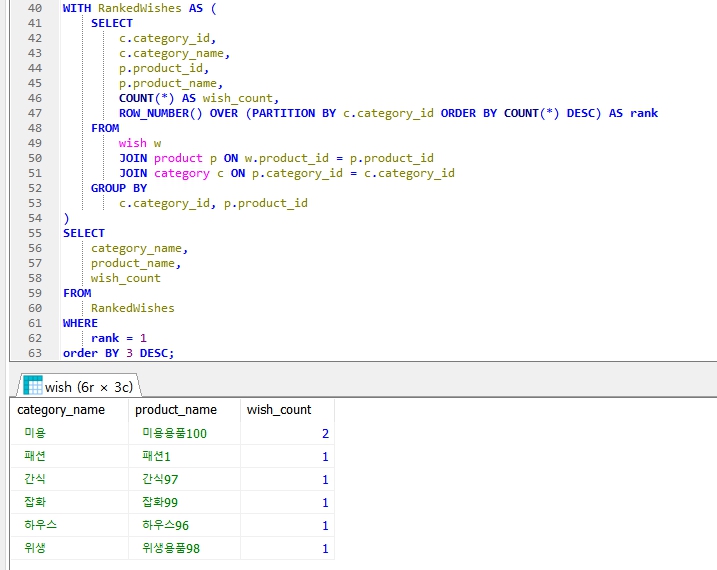 40 WITH RankedWishes AS (
41 SELECT
42 c.category_id,
43 c.category_name,
44 p.product_id,
45 p.product_name,
46 COUNT(*) AS wish_count,
47 ROW_NUMBER() OVER (PARTITION BY c.category_id ORDER BY COUNT(*) DESC) AS rank
48 FROM
49 wish w
50 JOIN product p ON w.product_id = p.product_id
51 JOIN category c ON p.category_id = c.category_id
52 GROUP BY
53 c.category_id, p.product_id
54 )
55 SELECT
56 category_name,
57 product_name,
58 wish_count
59 FROM
60 RankedWishes
61 WHERE
62 rank = 1
63 order BY 3 DESC;
wish (6r × 3c)
category_name product_name wish_count
미용 미용용품100 2
패션 패션1 1
간식 간식97 1
잡화 잡화99 1
하우스 하우스96 1
위생 위생용품98 1